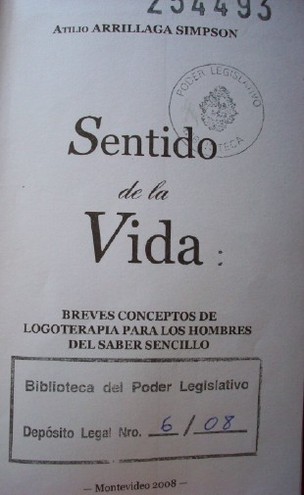 254493
ATILIO ARRILLAGA SIMPSON
PODER LEGISLATIVO
BIBLIOTECA
Sentido
de la
Vida :
BREVES CONCEPTOS DE
LOGOTERAPIA PARA LOS HOMBRES
DEL SABER SENCILLO
Biblioteca del Poder Legislativo
Depósito Legal Nro. 6 / 08
— Montevideo 2008 —